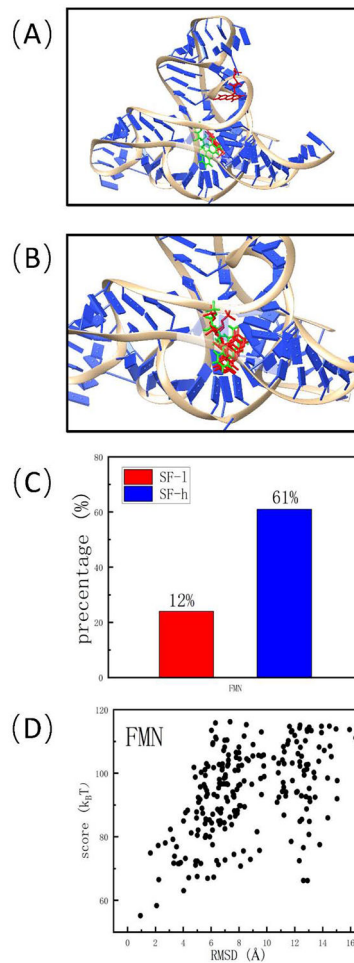 (A)
(B)
(C)
80
60
40
20
0
precentage (%)
SF-l
SF-h
12%
61%
FMN
(D)
120
100
80
60
score (kBT)
FMN
0 2 4 6 8 10 12 14 16
RMSD (Å)